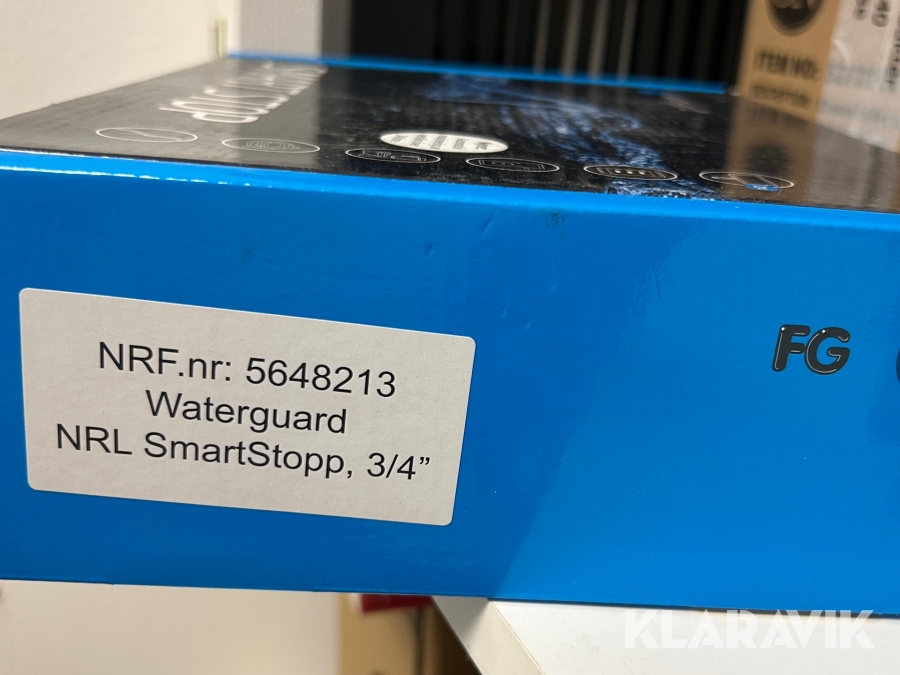 ITEM NO:
NRF.nr: 5648213
Waterguard
NRL SmartStopp, 3/4”
FG
KLARAVIK